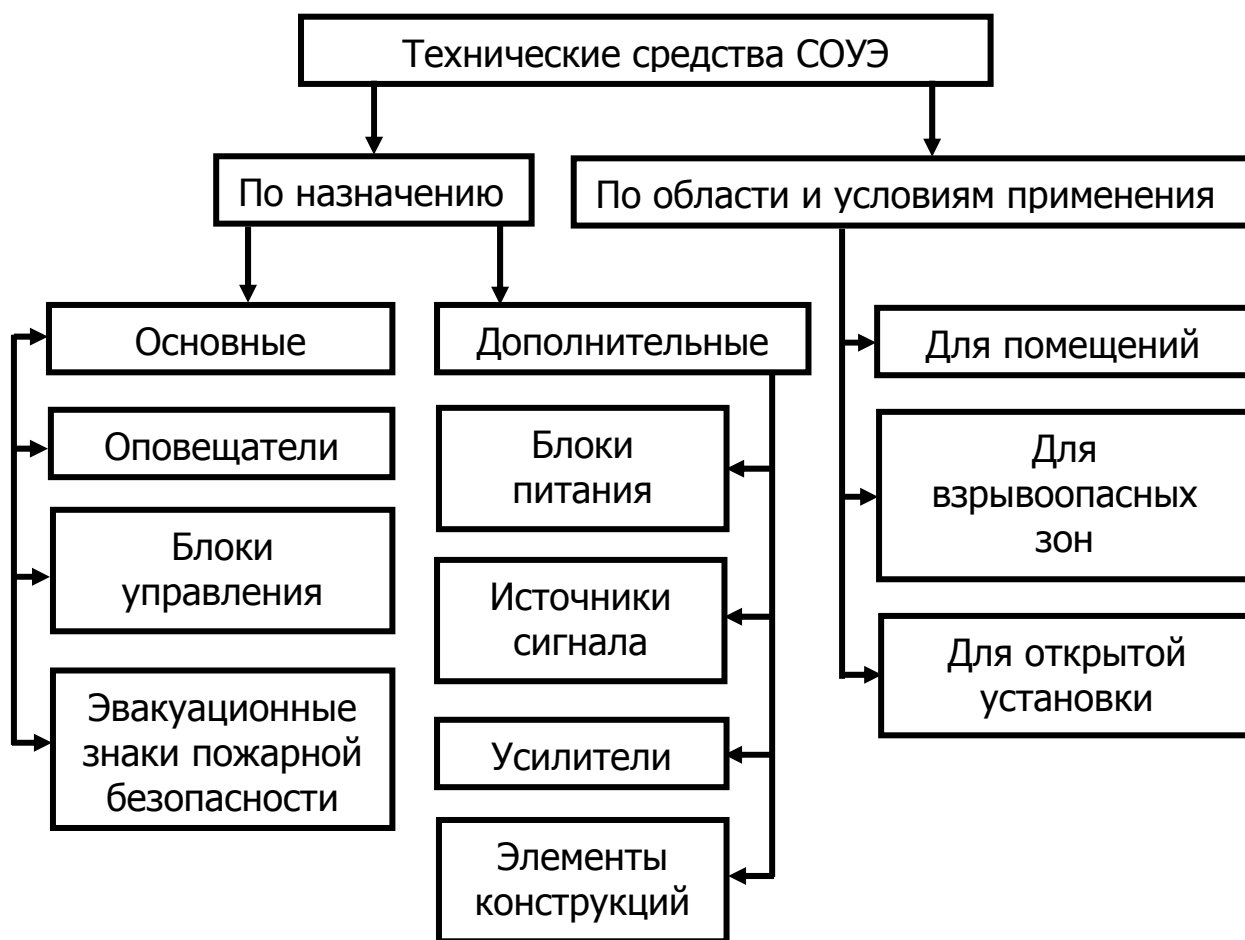 Технические средства СОУЭ
По назначению
По области и условиям применения
Основные
Дополнительные
Для помещений
Оповещатели
Блоки
питания
Для
взрывоопасных
зон
Блоки
управления
Источники
сигнала
Для открытой
установки
Эвакуационные
знаки пожарной
безопасности
Усилители
Элементы
конструкций